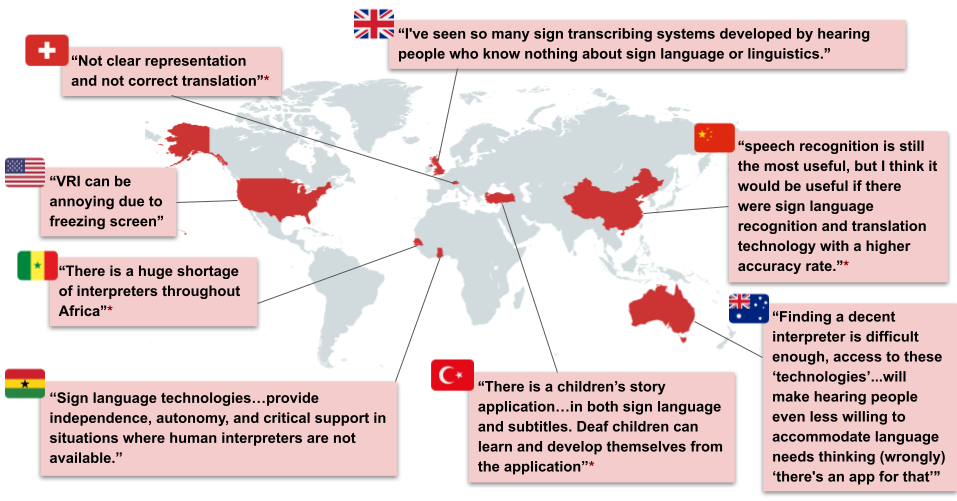 “I've seen so many sign transcribing systems developed by hearing
people who know nothing about sign language or linguistics.”
“Not clear representation
and not correct translation”*
“speech recognition is still
the most useful, but I think it
would be useful if there
were sign language
recognition and translation
technology with a higher
accuracy rate.”*
“VRI can be
annoying due to
freezing screen”
“There is a huge shortage
of interpreters throughout
Africa”*
“Finding a decent
interpreter is difficult
enough, access to these
‘technologies’...will
make hearing people
even less willing to
accommodate language
needs thinking (wrongly)
‘there's an app for that’”
“Sign language technologies…provide
independence, autonomy, and critical support in
situations where human interpreters are not
available.”
“There is a children’s story
application…in both sign language
and subtitles. Deaf children can
learn and develop themselves from
the application”*